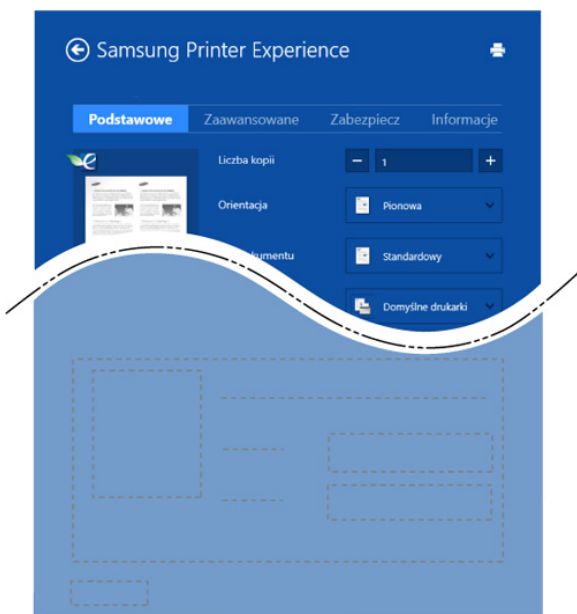 Samsung Printer Experience
Podstawowe Zaawansowane Zabezpiecz Informacje
Liczba kopii 1
Orientacja Pionowa
Standardowy
Domyślne drukarki